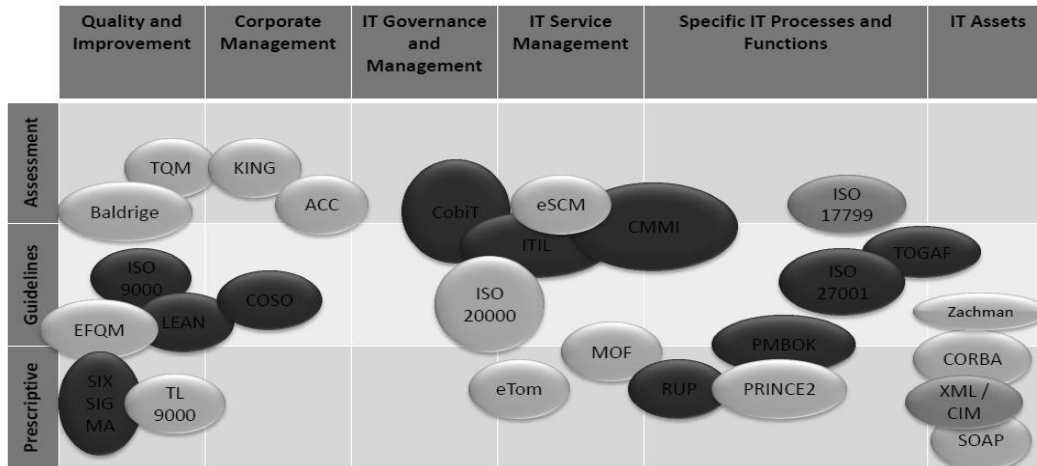 Quality and
Improvement
Corporate
Management
IT Governance
and
Management
IT Service
Management
Specific IT Processes and
Functions
IT Assets
Assessment
TQM
KING
Baldrige
ACC
CobiT
eSCM
ITIL
CMMI
ISO
17799
Guidelines
ISO
9000
COSO
LEAN
EFQM
ISO
20000
TOGAF
ISO
27001
Zachman
MOF
PMBOK
CORBA
Prescriptive
SIX
SIG
MA
TL
9000
eTom
RUP
PRINCE2
XML /
CIM
SOAP